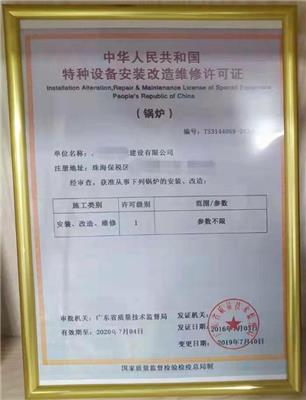 中华人民共和国
特种设备安装改造维修许可证
Installation Alteration,Repair & Maintenance License of Special Equipment
People's Republic of China
（锅炉）
编号：TS3144069-
单位名称：建设有限公司
注册地址：珠海保税区
经审查，获准从事下列锅炉的安装、改造：
施工类别 许可级别 范围/参数
安装、改造、维修 1 参数不限
审批机关：广东省质量技术监督局
有效期至：2020年7月04日
发证机关：
发证日期：2016年
变更日期：2019年7月10日
国家质量监督检验检疫总局制